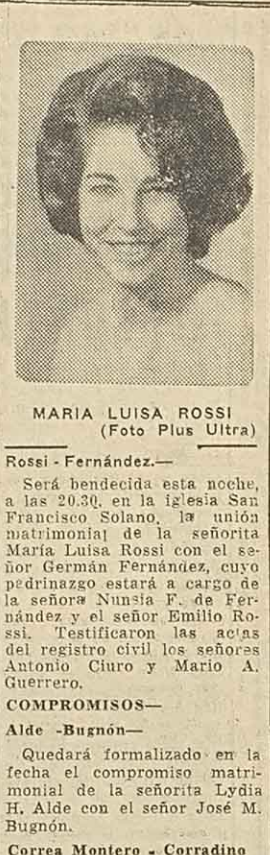 MARIA LUISA ROSSI
(Foto Plus Ultra)
Rossi - Fernández.—
Será bendecida esta noche,
a las 20.30, en la iglesia San
Francisco Solano, la unión
matrimonial de la señorita
María Luisa Rossi con el se-
ñor Germán Fernández, cuyo
pedrinazgo estará a cargo de
la señora Nunsia F. de Fer-
nández y el señor Emilio Ro-
ssi. Testificaron las actas
del registro civil los señores
Antonio Ciuro y Mario A.
Guerrero.
COMPROMISOS—
Alde -Bugnón—
Quedará formalizado en la
fecha el compromiso matri-
monial de la señorita Lydia
H. Alde con el señor José M.
Bugnón.
Correa Montero - Corradino